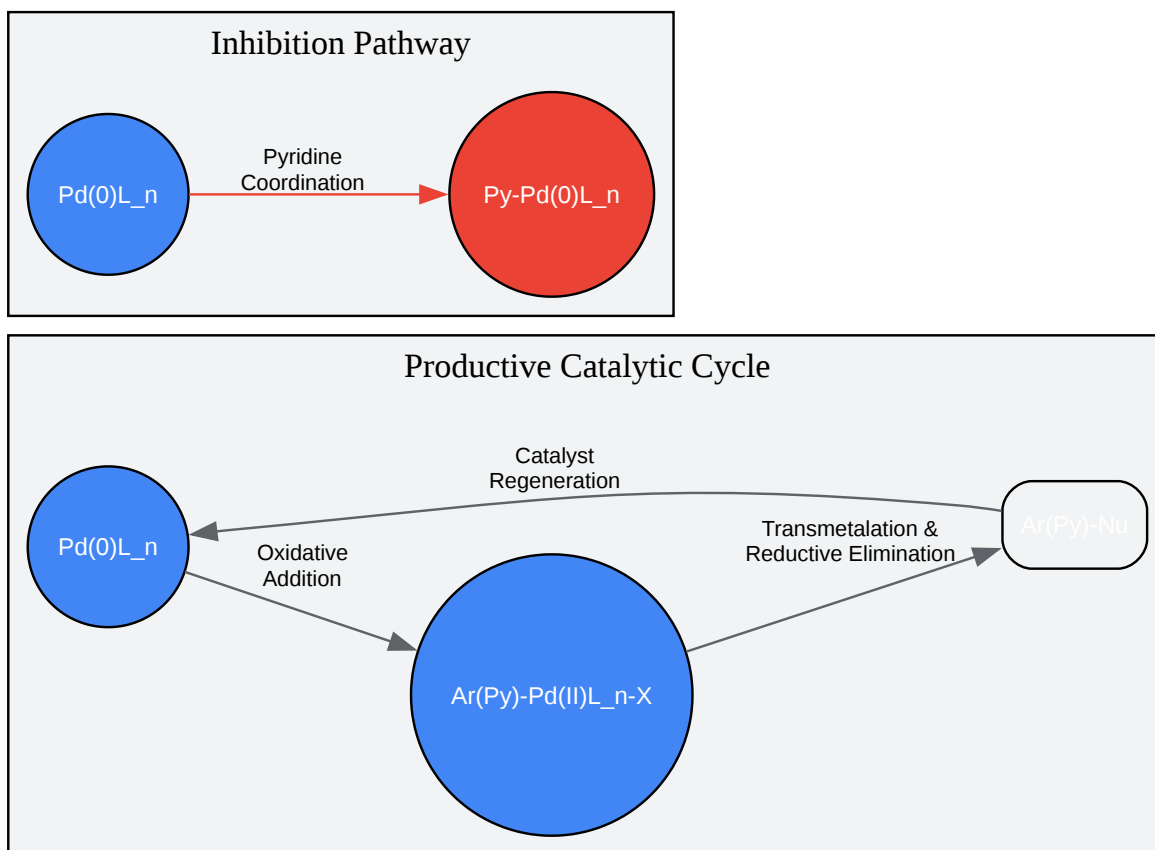 Inhibition Pathway
Pd(0)L_n
Pyridine
Coordination
Py-Pd(0)L_n
Productive Catalytic Cycle
Catalyst
Regeneration
Pd(0)L_n
Oxidative
Addition
Ar(Py)-Pd(II)L_n-X
Transmetalation &
Reductive Elimination
Ar(Py)-Nu